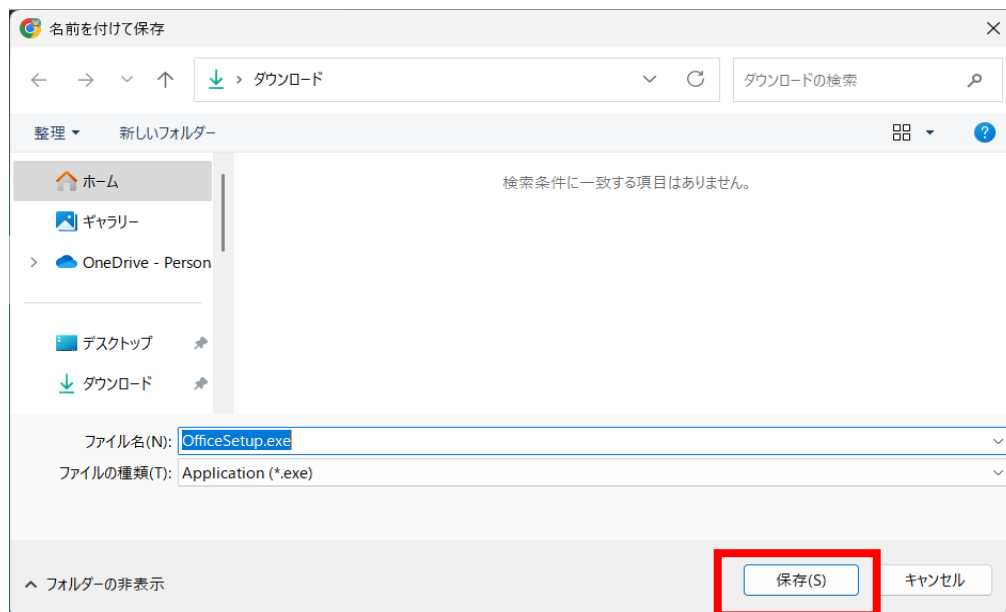 名前を付けて保存
ダウンロード
ダウンロードの検索
整理 新しいフォルダー
ホーム
検索条件に一致する項目はありません。
ギャラリー
OneDrive - Person
デスクトップ
ダウンロード
ファイル名(N): OfficeSetup.exe
ファイルの種類(T): Application (*.exe)
フォルダーの非表示
保存(S) キャンセル